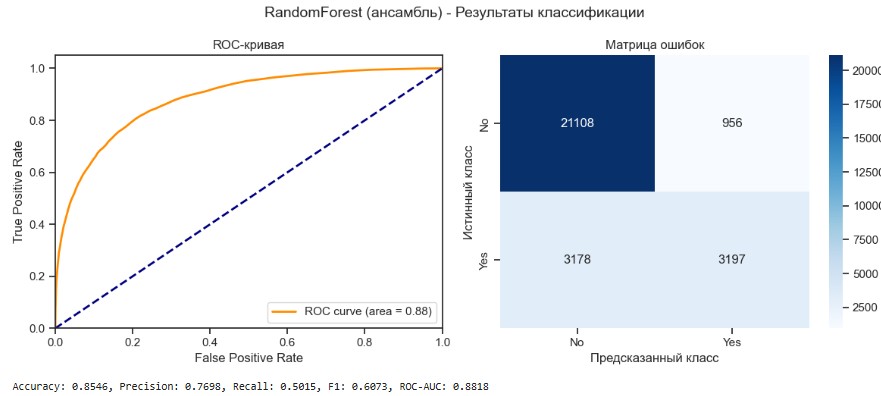 RandomForest (ансамбль) - Результаты классификации
ROC-кривая
1.0
0.8
0.6
0.4
0.2
0.0
True Positive Rate
0.0 0.2 0.4 0.6 0.8 1.0
False Positive Rate
ROC curve (area = 0.88)
Матрица ошибок
Истинный класс
No
Yes
21108 956
3178 3197
No Yes
Предсказанный класс
20000
17500
15000
12500
10000
7500
5000
2500
Accuracy: 0.8546, Precision: 0.7698, Recall: 0.5015, F1: 0.6073, ROC-AUC: 0.8818